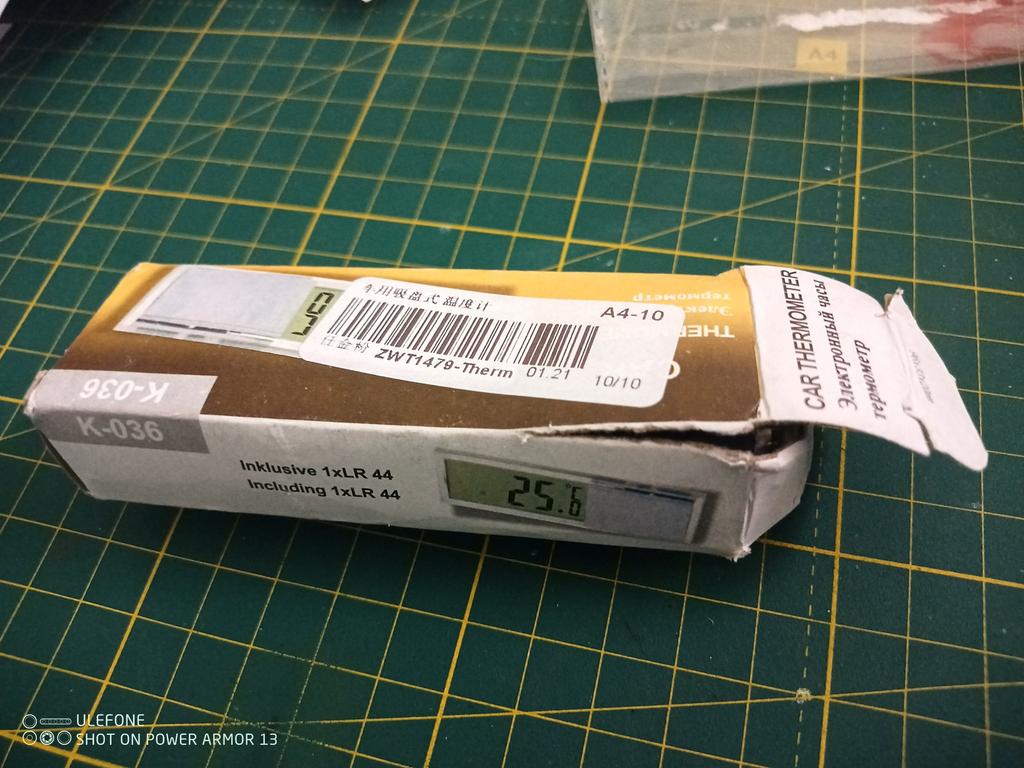 A4
车用吸盘式温度计
A4-10
ZWT1479-Therm 01.21
10/10
термометр
THER
K-036
K-036
Inklusive 1xLR 44
Including 1xLR 44
25.6
°C
CAR THERMOMETER
Электронный часы
термометр
ULEFONE
SHOT ON POWER ARMOR 13